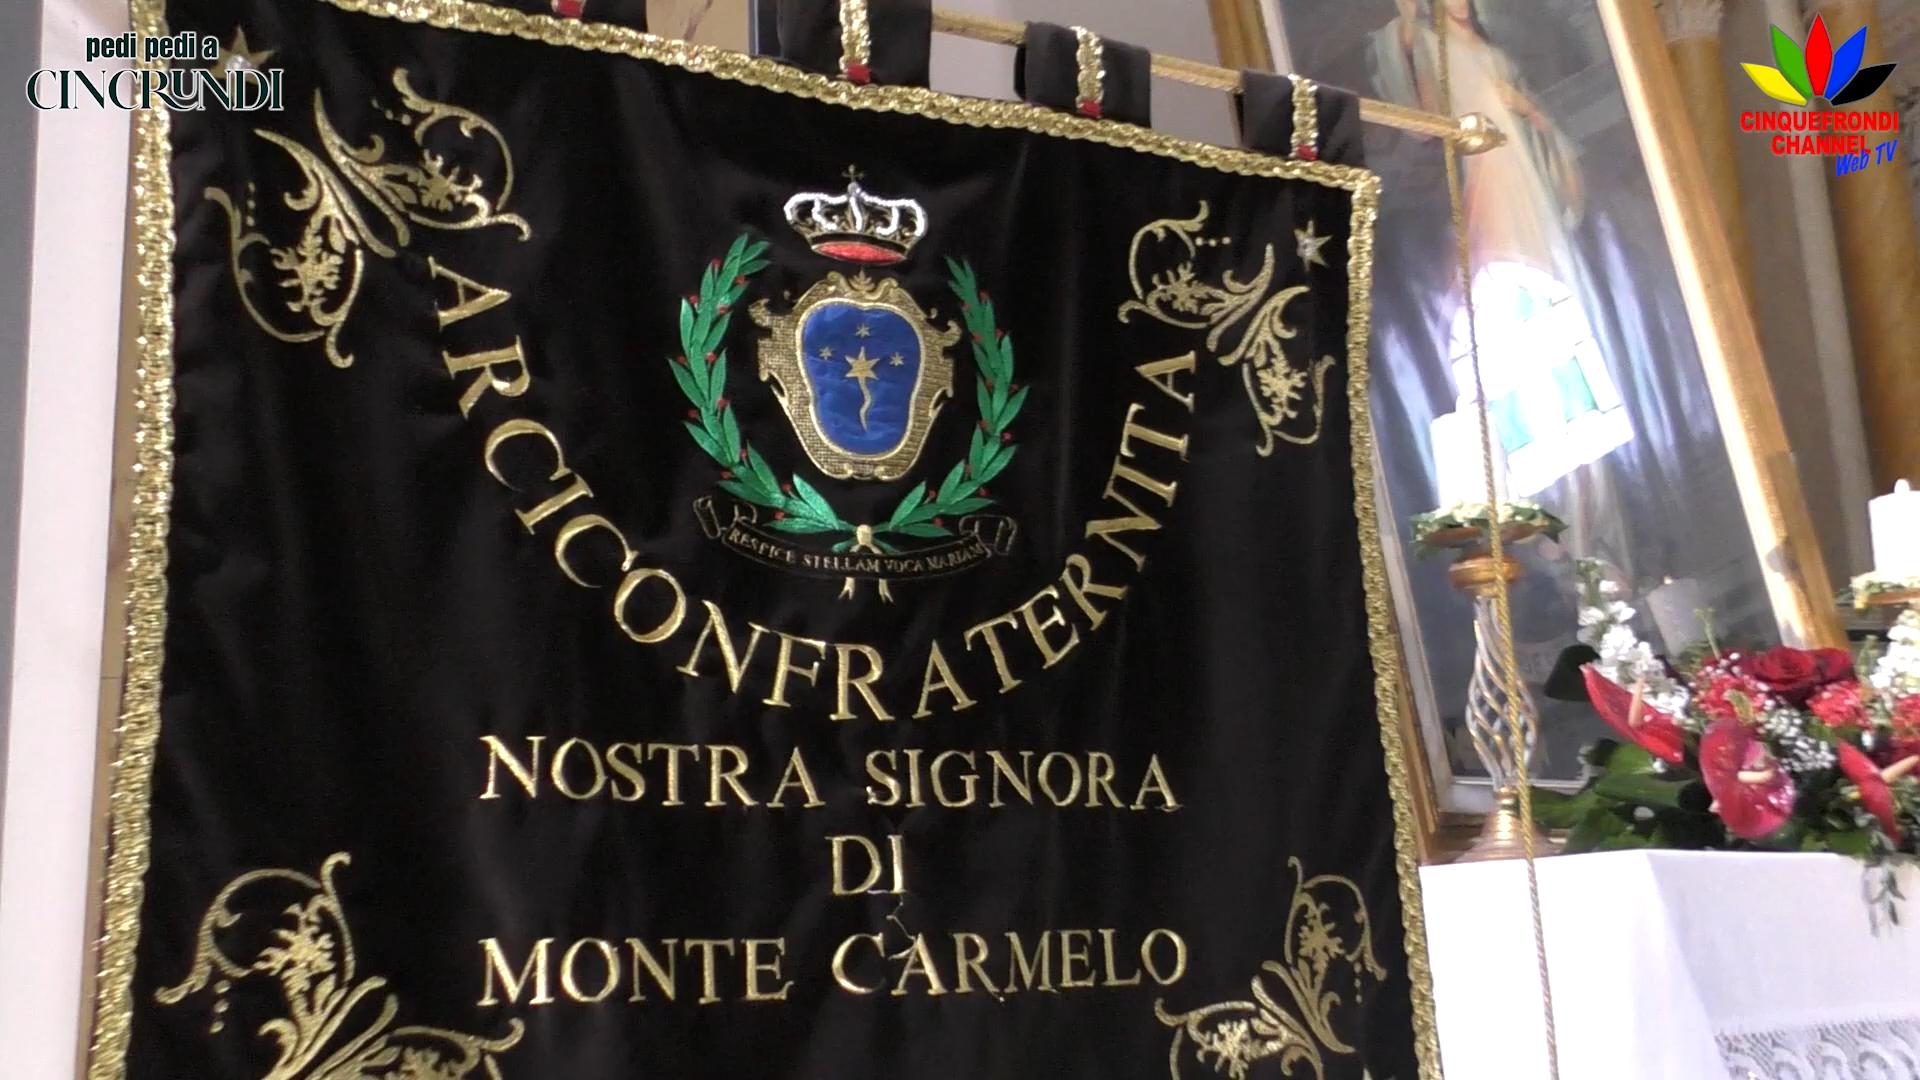 pedi pedi a
CINCRUNDI
CINQUEFRONDI
CHANNEL
Web TV
RESPICE STELLAM VOCA MARIAM
ARCICONFRATERNITA
NOSTRA SIGNORA
DI
MONTE CARMELO